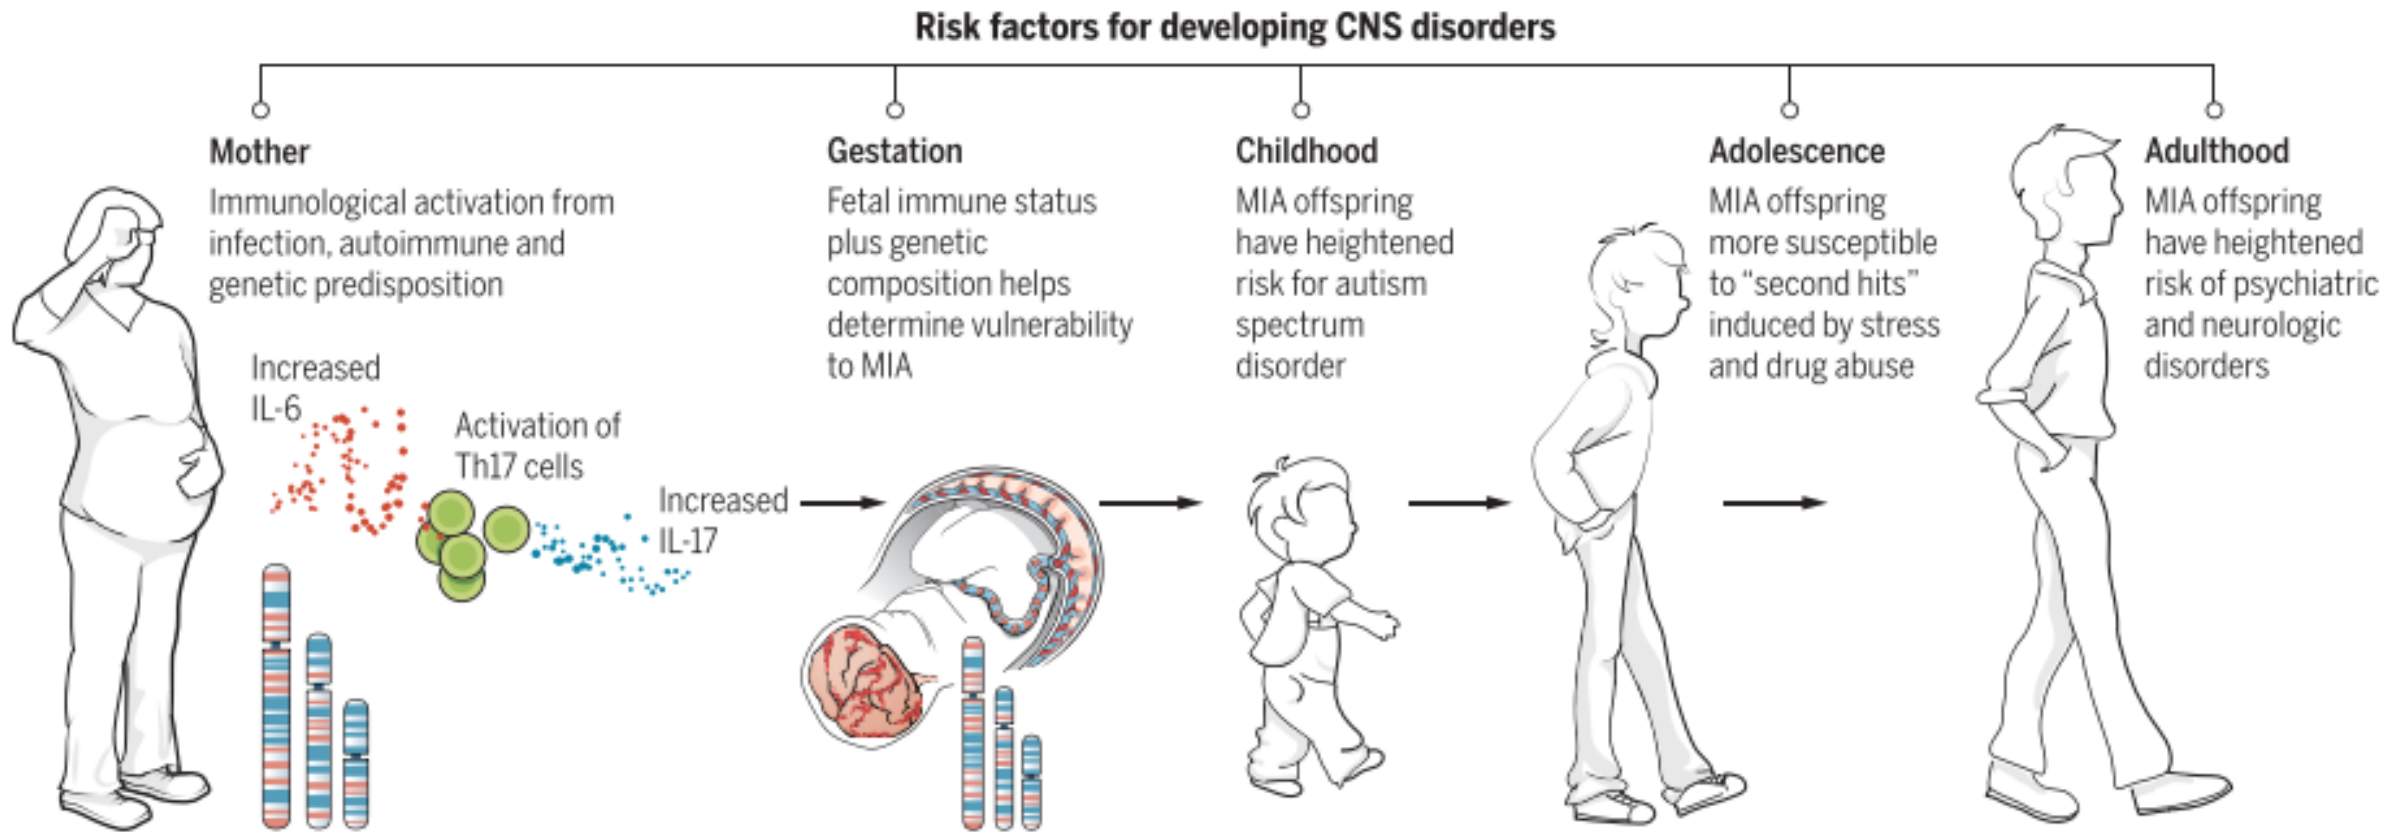 Risk factors for developing CNS disorders
Mother
Immunological activation from
infection, autoimmune and
genetic predisposition
Increased
IL-6
Activation of
Th17 cells
Increased
IL-17
Gestation
Fetal immune status
plus genetic
composition helps
determine vulnerability
to MIA
Childhood
MIA offspring
have heightened
risk for autism
spectrum
disorder
Adolescence
MIA offspring
more susceptible
to “second hits”
induced by stress
and drug abuse
Adulthood
MIA offspring
have heightened
risk of psychiatric
and neurologic
disorders